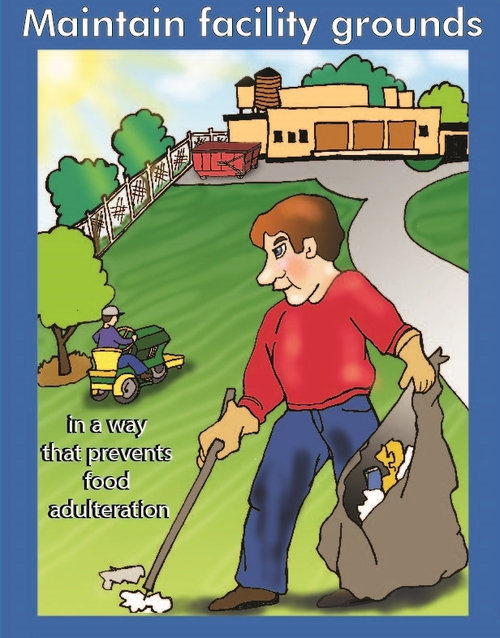 Maintain facility grounds
in a way
that prevents
food
adulteration